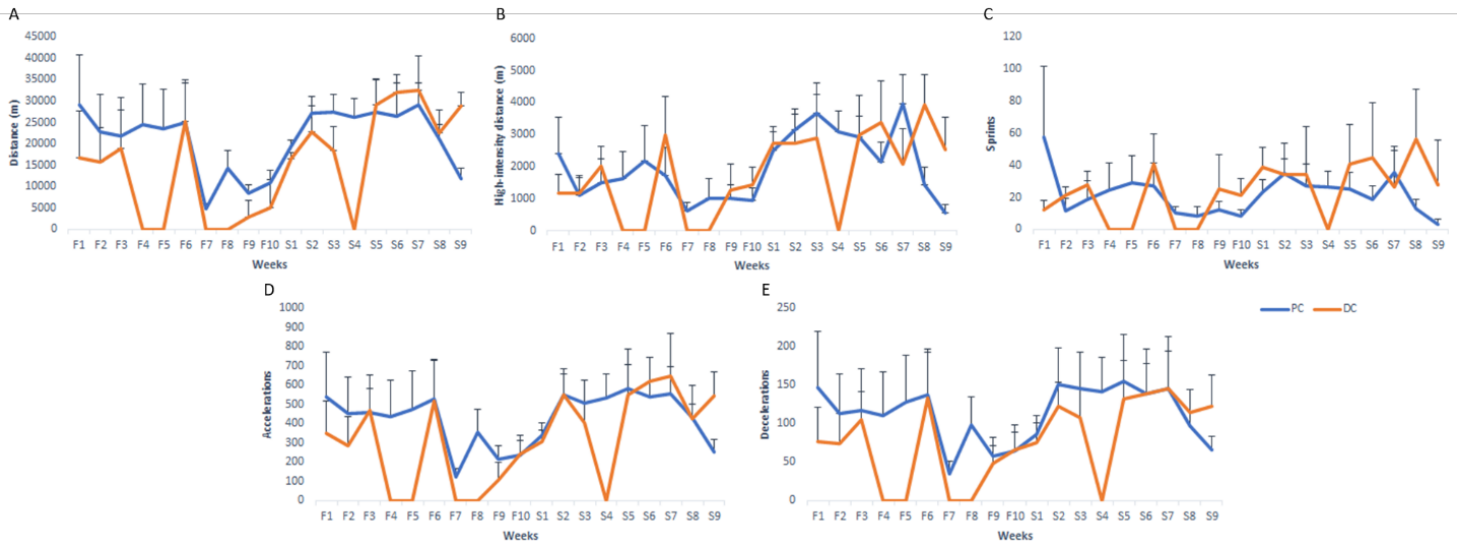 A
B
C
45000
40000
35000
30000
25000
20000
15000
10000
5000
0
Distance (m)
F1 F2 F3 F4 F5 F6 F7 F8 F9 F10 S1 S2 S3 S4 S5 S6 S7 S8 S9
Weeks
6000
5000
4000
3000
2000
1000
0
High-intensity distance (m)
F1 F2 F3 F4 F5 F6 F7 F8 F9 F10 S1 S2 S3 S4 S5 S6 S7 S8 S9
Weeks
120
100
80
60
40
20
0
Sprints
F1 F2 F3 F4 F5 F6 F7 F8 F9 F10 S1 S2 S3 S4 S5 S6 S7 S8 S9
Weeks
D
E
1000
900
800
700
600
500
400
300
200
100
0
Accelerations
F1 F2 F3 F4 F5 F6 F7 F8 F9 F10 S1 S2 S3 S4 S5 S6 S7 S8 S9
Weeks
250
200
150
100
50
0
Decelerations
F1 F2 F3 F4 F5 F6 F7 F8 F9 F10 S1 S2 S3 S4 S5 S6 S7 S8 S9
Weeks
PC DC